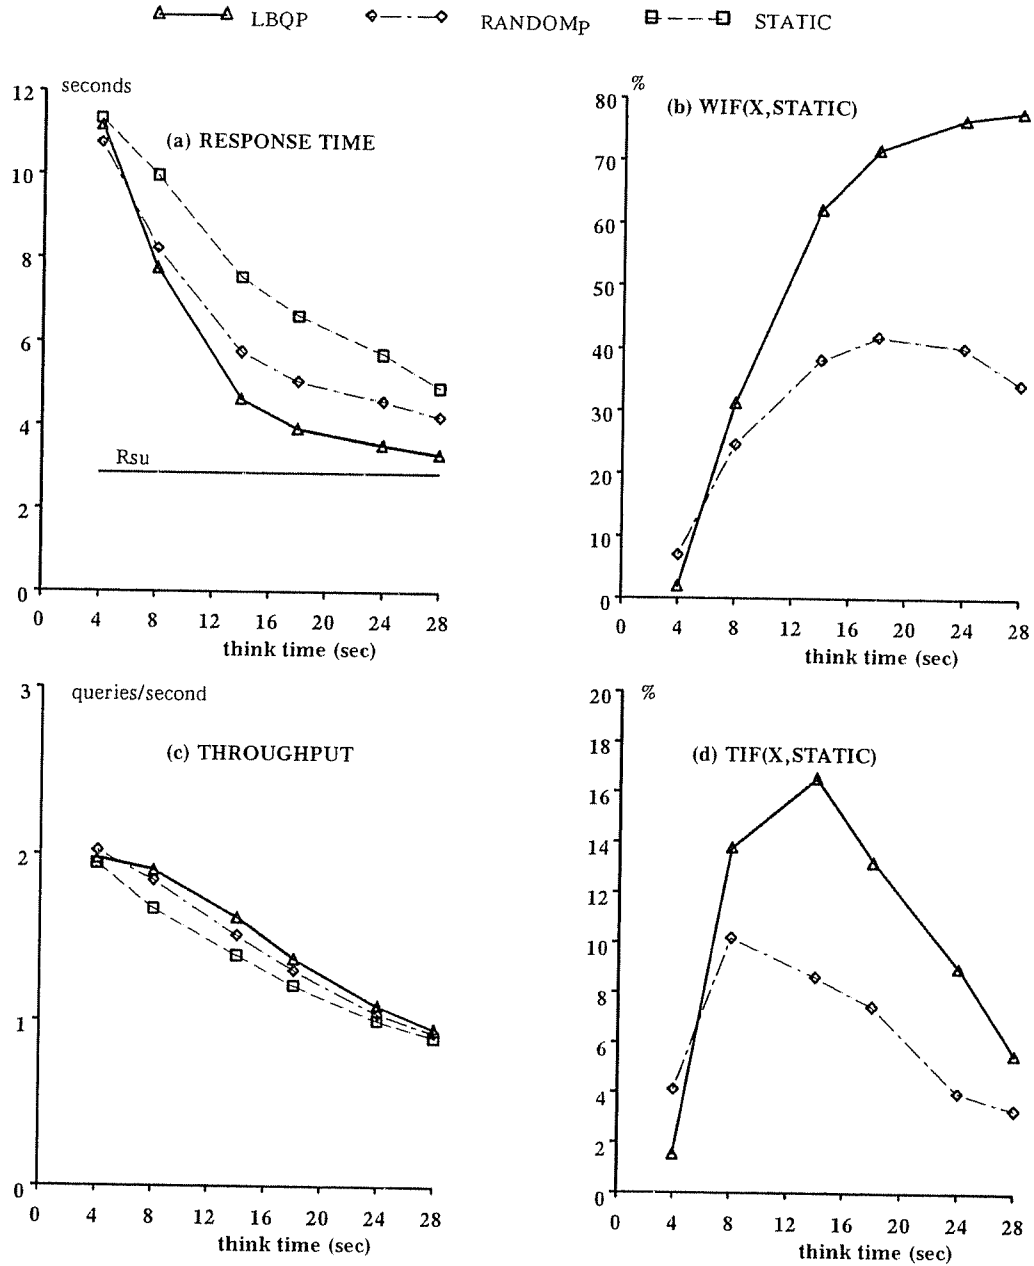 LBQP RANDOMP STATIC
seconds
(a) RESPONSE TIME
12
10
8
6
4
2
0
Rsu
0 4 8 12 16 20 24 28
think time (sec)
%
(b) WIF(X,STATIC)
80
70
60
50
40
30
20
10
0
0 4 8 12 16 20 24 28
think time (sec)
queries/second
(c) THROUGHPUT
3
2
1
0
0 4 8 12 16 20 24 28
think time (sec)
%
(d) TIF(X,STATIC)
20
18
16
14
12
10
8
6
4
2
0
0 4 8 12 16 20 24 28
think time (sec)